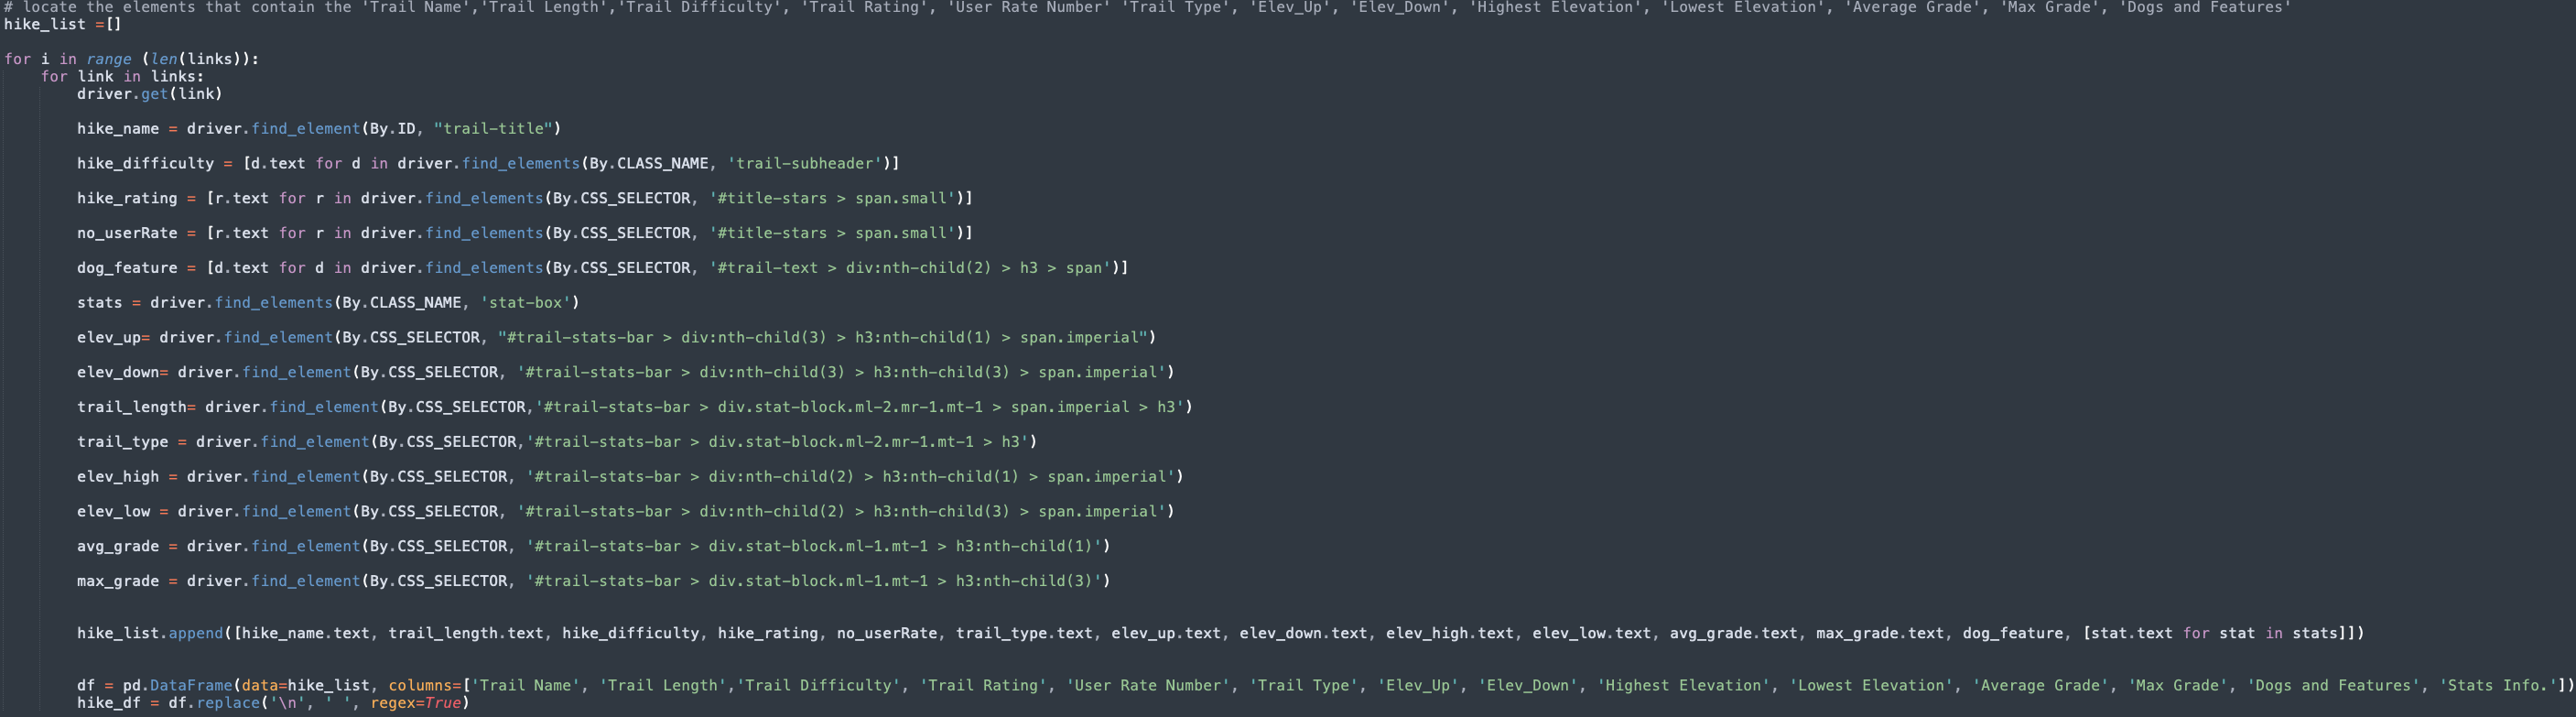 # locate the elements that contain the 'Trail Name','Trail Length','Trail Difficulty', 'Trail Rating', 'User Rate Number' 'Trail Type', 'Elev_Up', 'Elev_Down', 'Highest Elevation', 'Lowest Elevation', 'Average Grade', 'Max Grade', 'Dogs and Features'
hike_list =[]
for i in range (len(links)):
    for link in links:
        driver.get(link)
        hike_name = driver.find_element(By.ID, "trail-title")
        hike_difficulty = [d.text for d in driver.find_elements(By.CLASS_NAME, 'trail-subheader')]
        hike_rating = [r.text for r in driver.find_elements(By.CSS_SELECTOR, '#title-stars > span.small')]
        no_userRate = [r.text for r in driver.find_elements(By.CSS_SELECTOR, '#title-stars > span.small')]
        dog_feature = [d.text for d in driver.find_elements(By.CSS_SELECTOR, '#trail-text > div:nth-child(2) > h3 > span')]
        stats = driver.find_elements(By.CLASS_NAME, 'stat-box')
        elev_up= driver.find_element(By.CSS_SELECTOR, "#trail-stats-bar > div:nth-child(3) > h3:nth-child(1) > span.imperial")
        elev_down= driver.find_element(By.CSS_SELECTOR, '#trail-stats-bar > div:nth-child(3) > h3:nth-child(3) > span.imperial')
        trail_length= driver.find_element(By.CSS_SELECTOR,'#trail-stats-bar > div.stat-block.ml-2.mr-1.mt-1 > span.imperial > h3')
        trail_type = driver.find_element(By.CSS_SELECTOR,'#trail-stats-bar > div.stat-block.ml-2.mr-1.mt-1 > h3')
        elev_high = driver.find_element(By.CSS_SELECTOR, '#trail-stats-bar > div:nth-child(2) > h3:nth-child(1) > span.imperial')
        elev_low = driver.find_element(By.CSS_SELECTOR, '#trail-stats-bar > div:nth-child(2) > h3:nth-child(3) > span.imperial')
        avg_grade = driver.find_element(By.CSS_SELECTOR, '#trail-stats-bar > div.stat-block.ml-1.mt-1 > h3:nth-child(1)')
        max_grade = driver.find_element(By.CSS_SELECTOR, '#trail-stats-bar > div.stat-block.ml-1.mt-1 > h3:nth-child(3)')
        hike_list.append([hike_name.text, trail_length.text, hike_difficulty, hike_rating, no_userRate, trail_type.text, elev_up.text, elev_down.text, elev_high.text, elev_low.text, avg_grade.text, max_grade.text, dog_feature, [stat.text for stat in stats]])
        df = pd.DataFrame(data=hike_list, columns=['Trail Name', 'Trail Length','Trail Difficulty', 'Trail Rating', 'User Rate Number', 'Trail Type', 'Elev_Up', 'Elev_Down', 'Highest Elevation', 'Lowest Elevation', 'Average Grade', 'Max Grade', 'Dogs and Features', 'Stats Info.'])
        hike_df = df.replace('\n', ' ', regex=True)